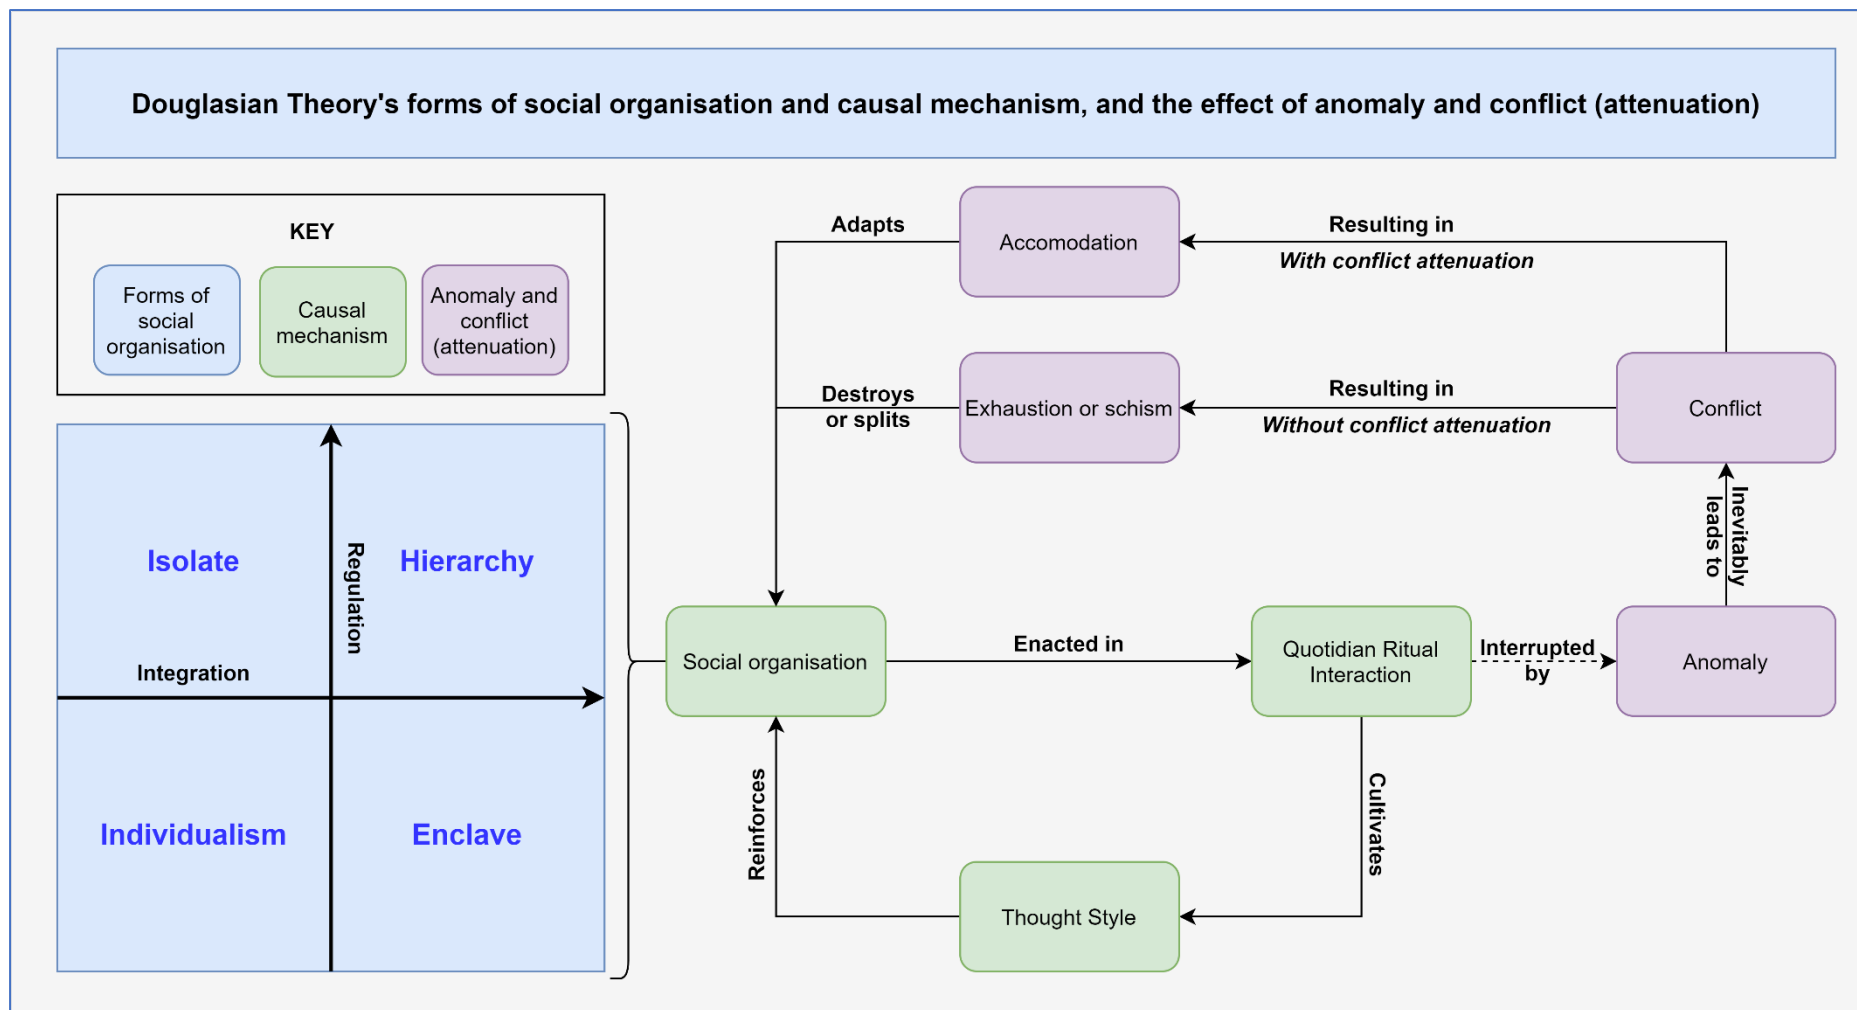 Douglasian Theory's forms of social organisation and causal mechanism, and the effect of anomaly and conflict (attenuation)
KEY
Forms of
social
organisation
Causal
mechanism
Anomaly and
conflict
(attenuation)
Isolate
Hierarchy
Regulation
Integration
Individualism
Enclave
Adapts
Accomodation
Resulting in
With conflict attenuation
Destroys
or splits
Exhaustion or schism
Resulting in
Without conflict attenuation
Conflict
Inevitably
leads to
Social organisation
Enacted in
Quotidian Ritual
Interaction
Interrupted
by
Anomaly
Reinforces
Cultivates
Thought Style